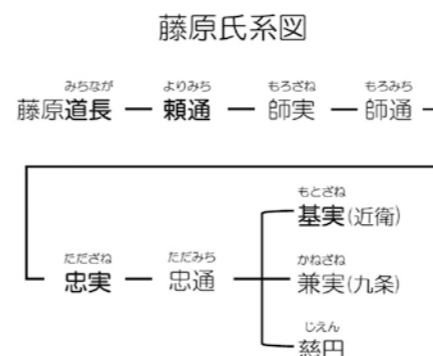 藤原氏系図
みちなが よりみち もろざね もろみち
藤原道長 頼通 師実 師通
もとざね
基実(近衛)
ただざね ただみち かねざね
忠実 忠通 兼実(九条)
じえん
慈円